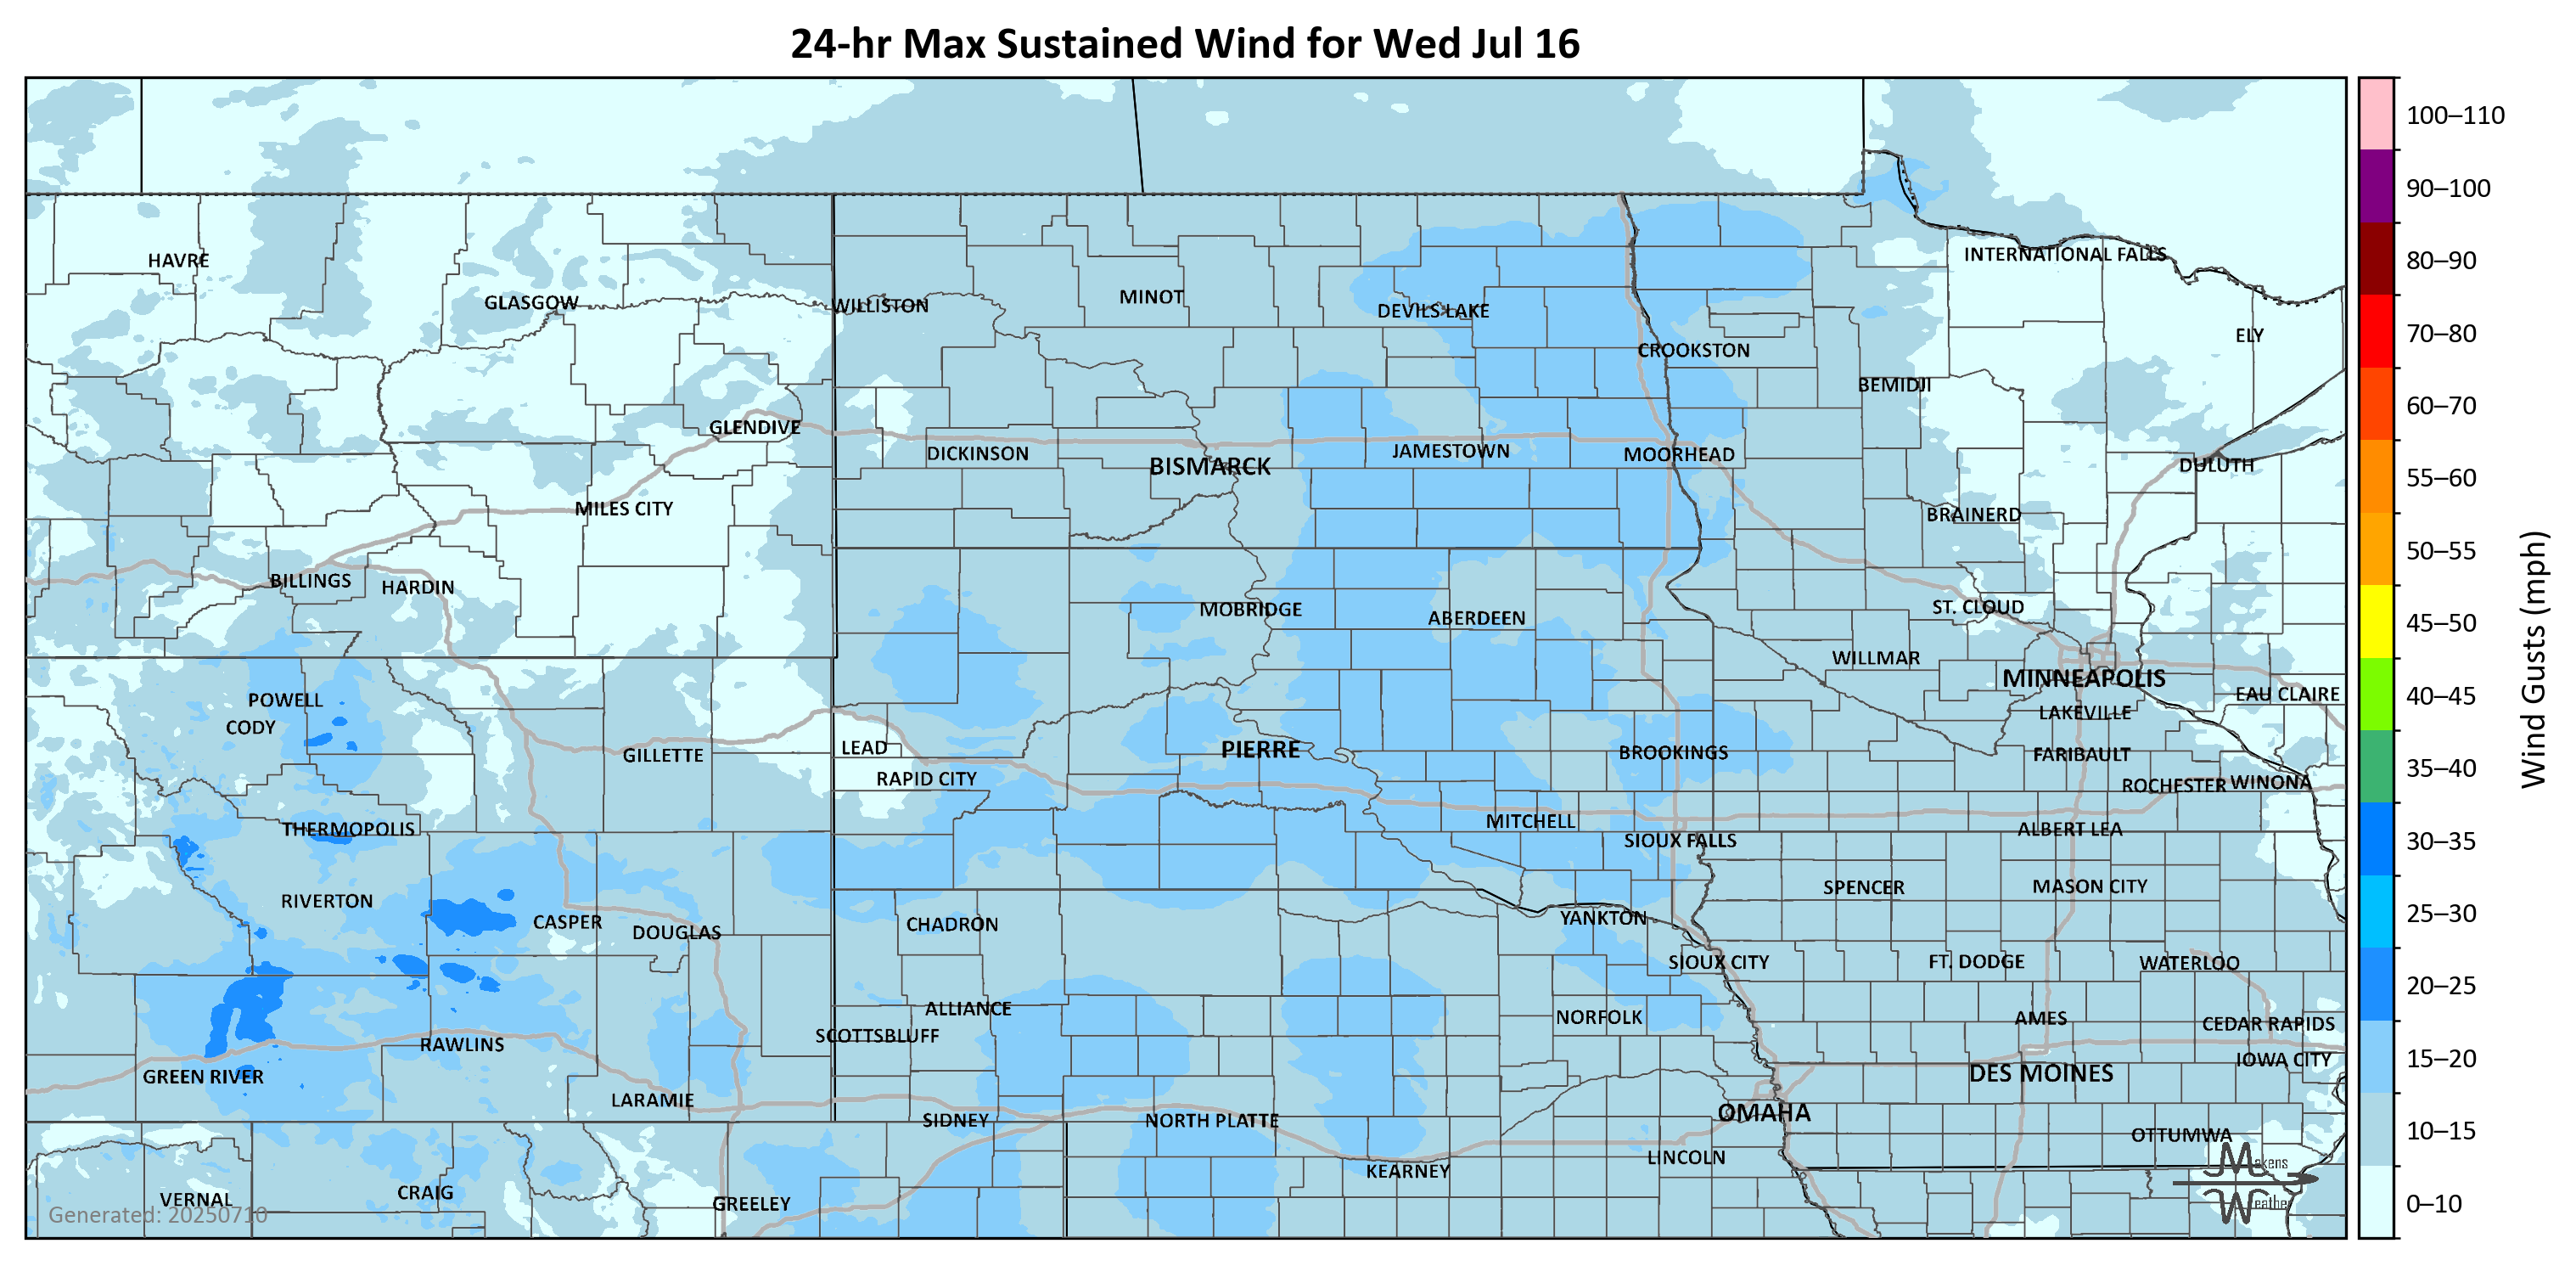 24-hr Max Sustained Wind for Wed Jul 16
100–110
90–100
80–90
70–80
60–70
55–60
50–55
45–50
40–45
35–40
30–35
25–30
20–25
15–20
10–15
0–10
Wind Gusts (mph)
HAVRE
GLASGOW
WILLISTON
MINOT
DEVILS LAKE
INTERNATIONAL FALLS
ELY
CROOKSTON
BEMIDJI
GLENDIVE
DICKINSON
BISMARCK
JAMESTOWN
MOORHEAD
DULUTH
MILES CITY
BRAINERD
BILLINGS
HARDIN
MOBRIDGE
ABERDEEN
ST. CLOUD
WILLMAR
MINNEAPOLIS
EAU CLAIRE
POWELL
CODY
LAKEVILLE
GILLETTE
LEAD
PIERRE
BROOKINGS
FARIBAULT
RAPID CITY
ROCHESTER
WINONA
THERMOPOLIS
MITCHELL
SIOUX FALLS
ALBERT LEA
RIVERTON
SPENCER
MASON CITY
CASPER
DOUGLAS
CHADRON
YANKTON
SIOUX CITY
FT. DODGE
WATERLOO
ALLIANCE
SCOTTSBLUFF
NORFOLK
AMES
CEDAR RAPIDS
RAWLINS
IOWA CITY
GREEN RIVER
DES MOINES
LARAMIE
SIDNEY
NORTH PLATTE
OMAHA
OTTUMWA
KEARNEY
LINCOLN
VERNAL
CRAIG
GREELEY
Generated: 20250710
Makens
Weather